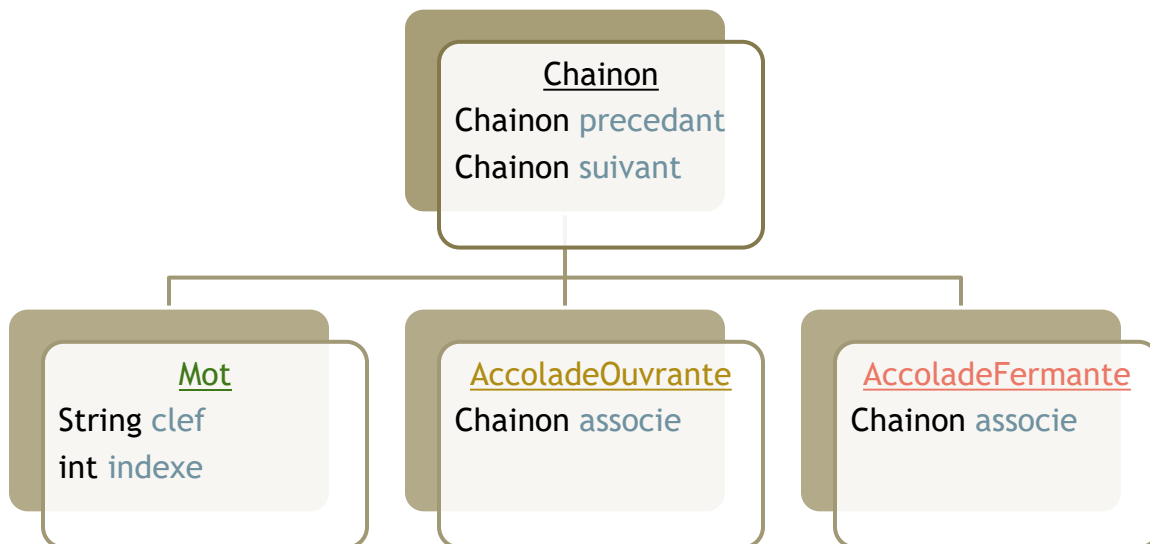 Chainon
Chainon precedant
Chainon suivant
Mot
String clef
int indexe
AccoladeOuvrante
Chainon associe
AccoladeFermante
Chainon associe